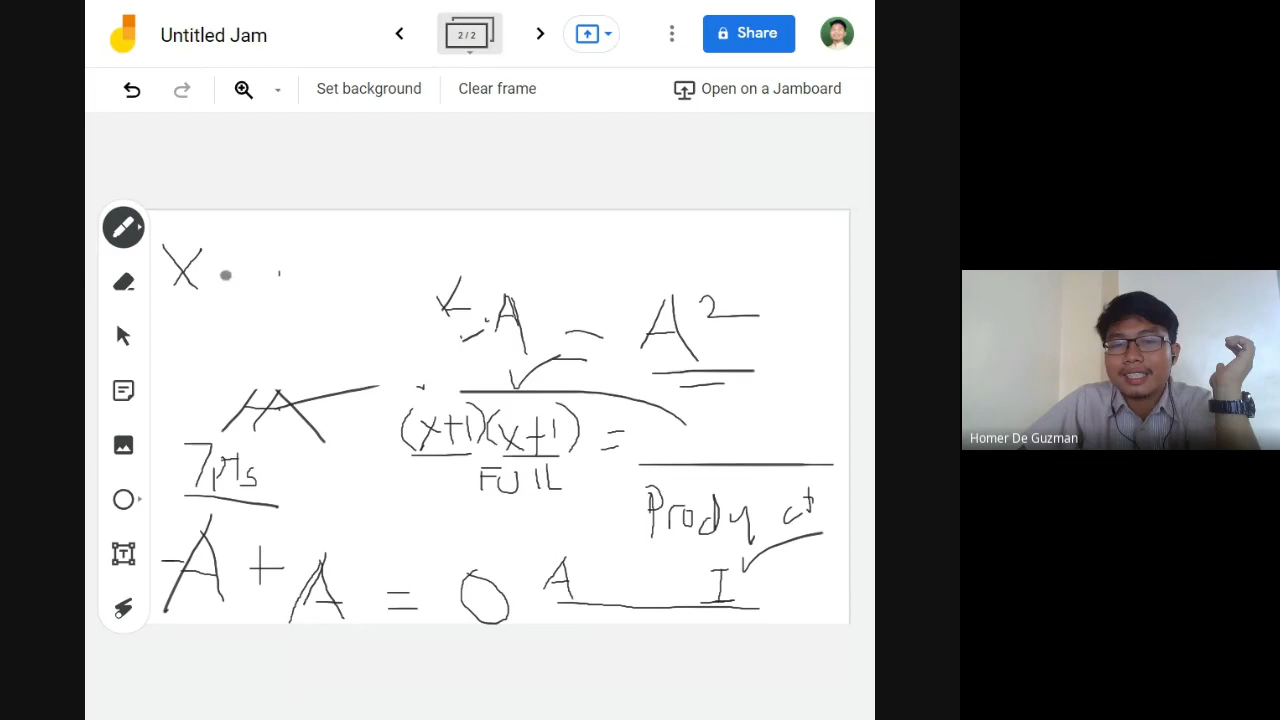 Untitled Jam
2 / 2
Share
Set background
Clear frame
Open on a Jamboard
X
A = A2
(x+1)(x+1) =
7pts
FOIL
Product
-A + A = 0
A I
Homer De Guzman